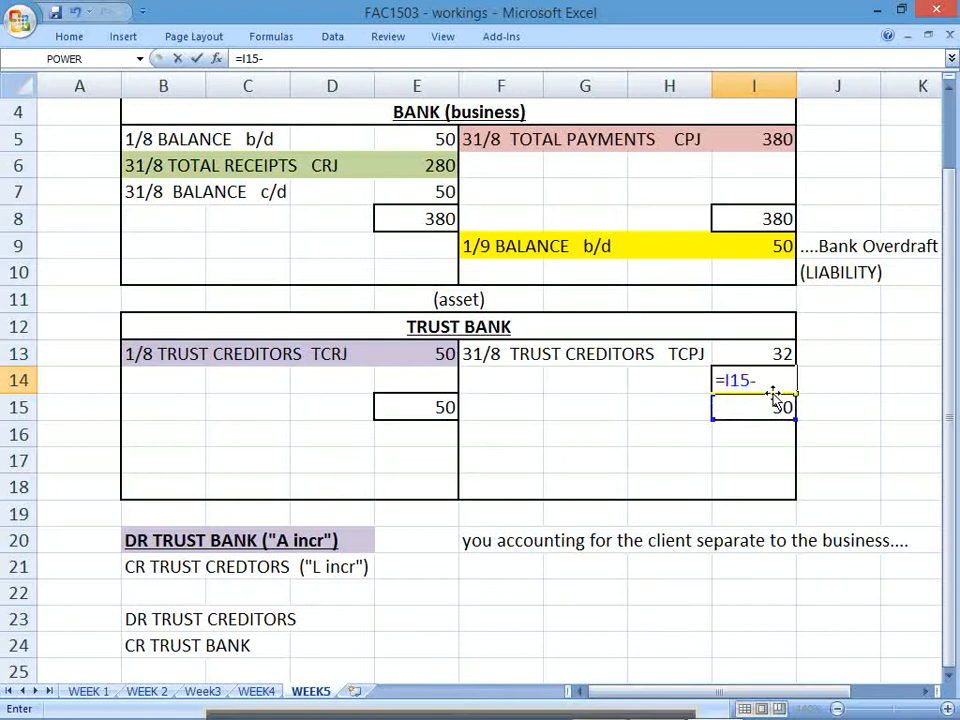 FAC1503 - workings - Microsoft Excel
Home Insert Page Layout Formulas Data Review View Add-Ins
POWER =I15-
A B C D E F G H I J K
4 BANK (business)
5 1/8 BALANCE b/d 50 31/8 TOTAL PAYMENTS CPJ 380
6 31/8 TOTAL RECEIPTS CRJ 280
7 31/8 BALANCE c/d 50
8 380 380
9 1/9 BALANCE b/d 50 ....Bank Overdraft
10 (LIABILITY)
11 (asset)
12 TRUST BANK
13 1/8 TRUST CREDITORS TCRJ 50 31/8 TRUST CREDITORS TCPJ 32
14 =I15-
15 50 50
16
17
18
19
20 DR TRUST BANK ("A incr") you accounting for the client separate to the business....
21 CR TRUST CREDTORS ("L incr")
22
23 DR TRUST CREDITORS
24 CR TRUST BANK
25
WEEK 1 WEEK 2 Week3 WEEK4 WEEK5
Enter 140%